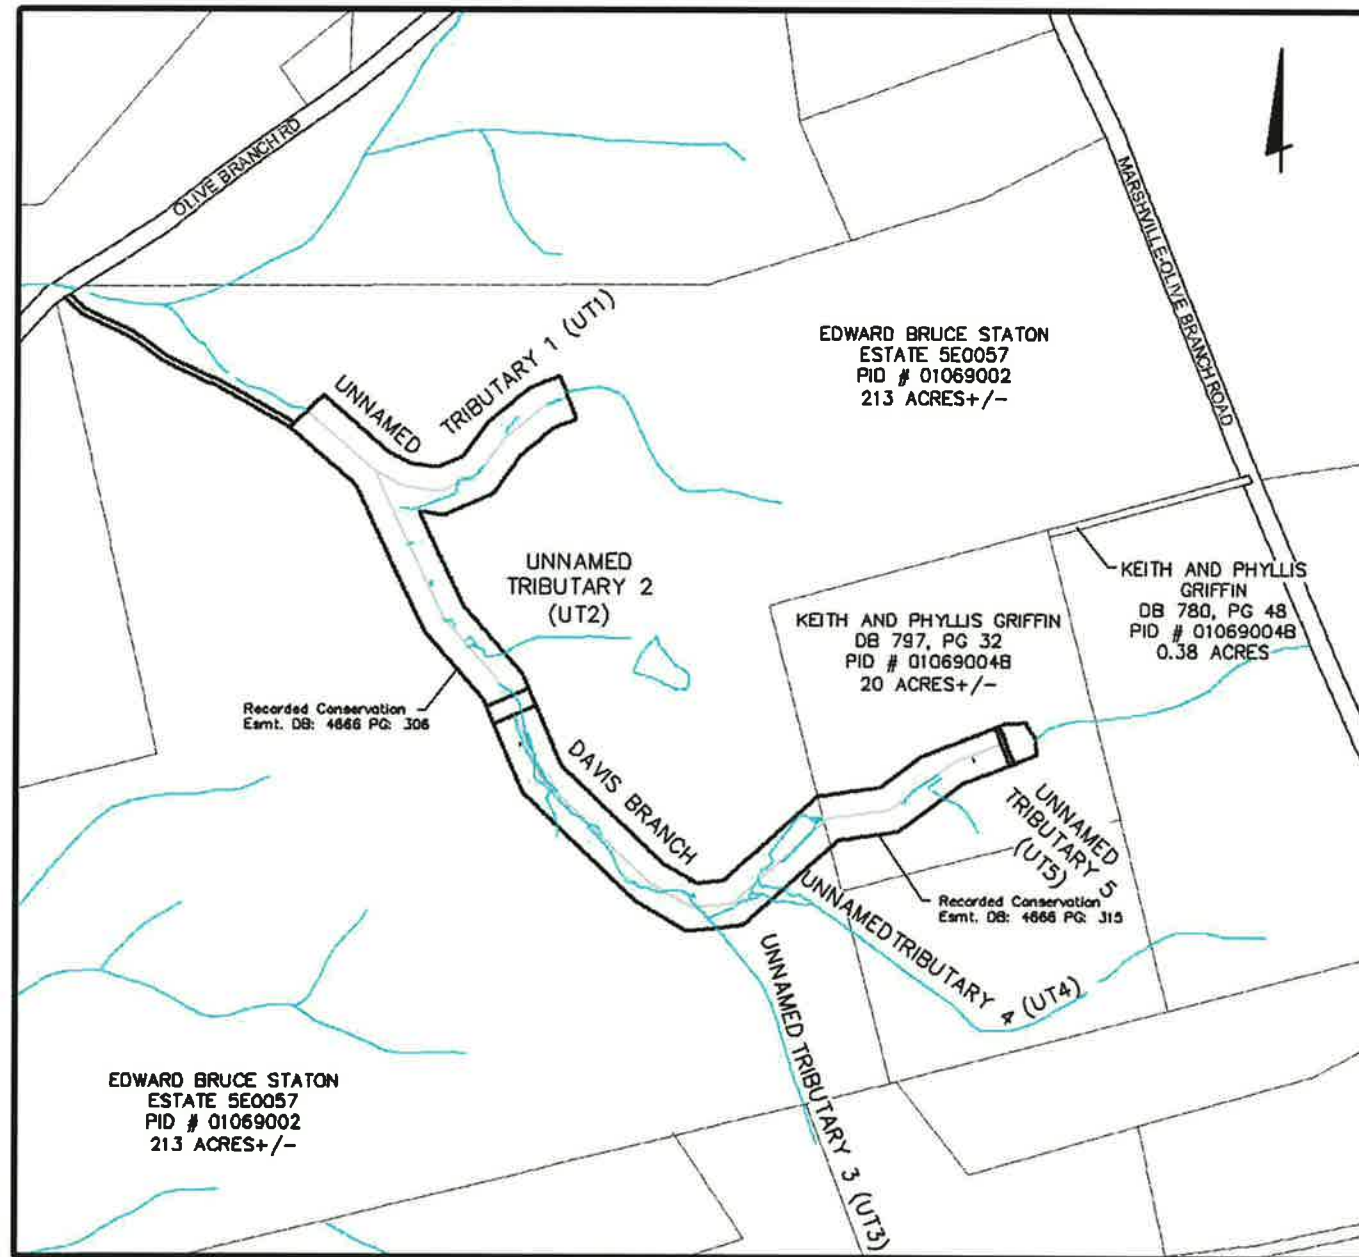 OLIVE BRANCH RD
MARSHVILLE-OLIVE BRANCH ROAD
UNNAMED TRIBUTARY 1 (UT1)
EDWARD BRUCE STATON
ESTATE 5E0057
PID # 01069002
213 ACRES+/-
UNNAMED
TRIBUTARY 2
(UT2)
KEITH AND PHYLLIS
GRIFFIN
DB 780, PG 48
PID # 01069004B
0.38 ACRES
KEITH AND PHYLLIS GRIFFIN
DB 797, PG 32
PID # 01069004B
20 ACRES+/-
Recorded Conservation
Esmt. DB: 4666 PG: 306
DAVIS BRANCH
UNNAMED
TRIBUTARY 5
(UT5)
Recorded Conservation
Esmt. DB: 4666 PG: 315
UNNAMED TRIBUTARY 4 (UT4)
UNNAMED TRIBUTARY 3 (UT3)
EDWARD BRUCE STATON
ESTATE 5E0057
PID # 01069002
213 ACRES+/-